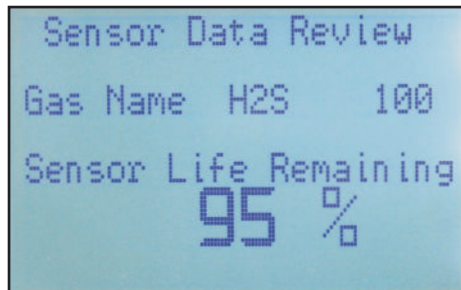 Sensor Data Review
Gas Name H2S 100
Sensor Life Remaining
95 %